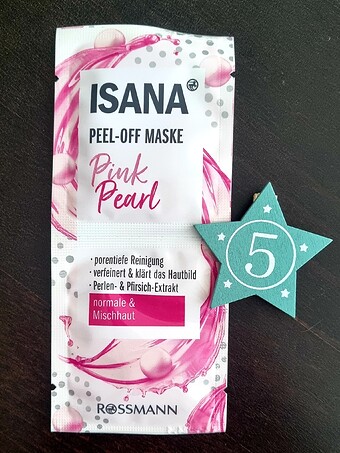 ISANA
PEEL-OFF MASKE
Pink
Pearl
· porentiefe Reinigung
· verfeinert & klärt das Hautbild
· Perlen- & Pfirsich-Extrakt
normale &
Mischhaut
ROSSMANN
5